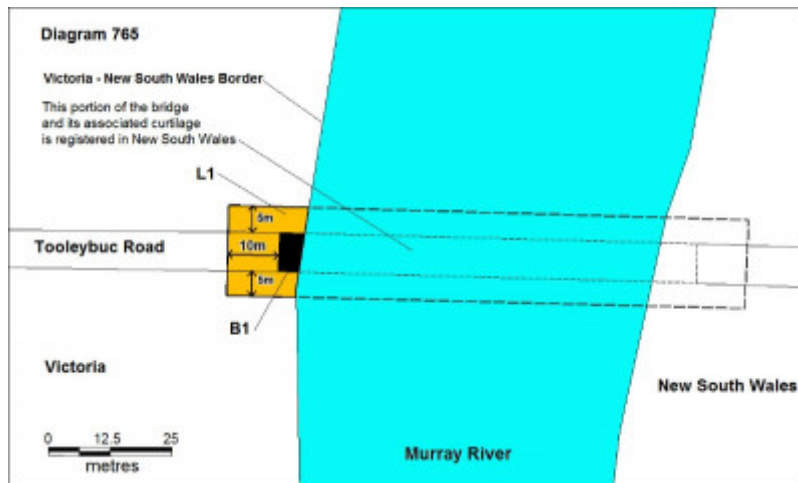 Diagram 765
Victoria - New South Wales Border
This portion of the bridge
and its associated curtilage
is registered in New South Wales
L1
5m
Tooleybuc Road
10m
5m
B1
Victoria
New South Wales
0 12.5 25
metres
Murray River